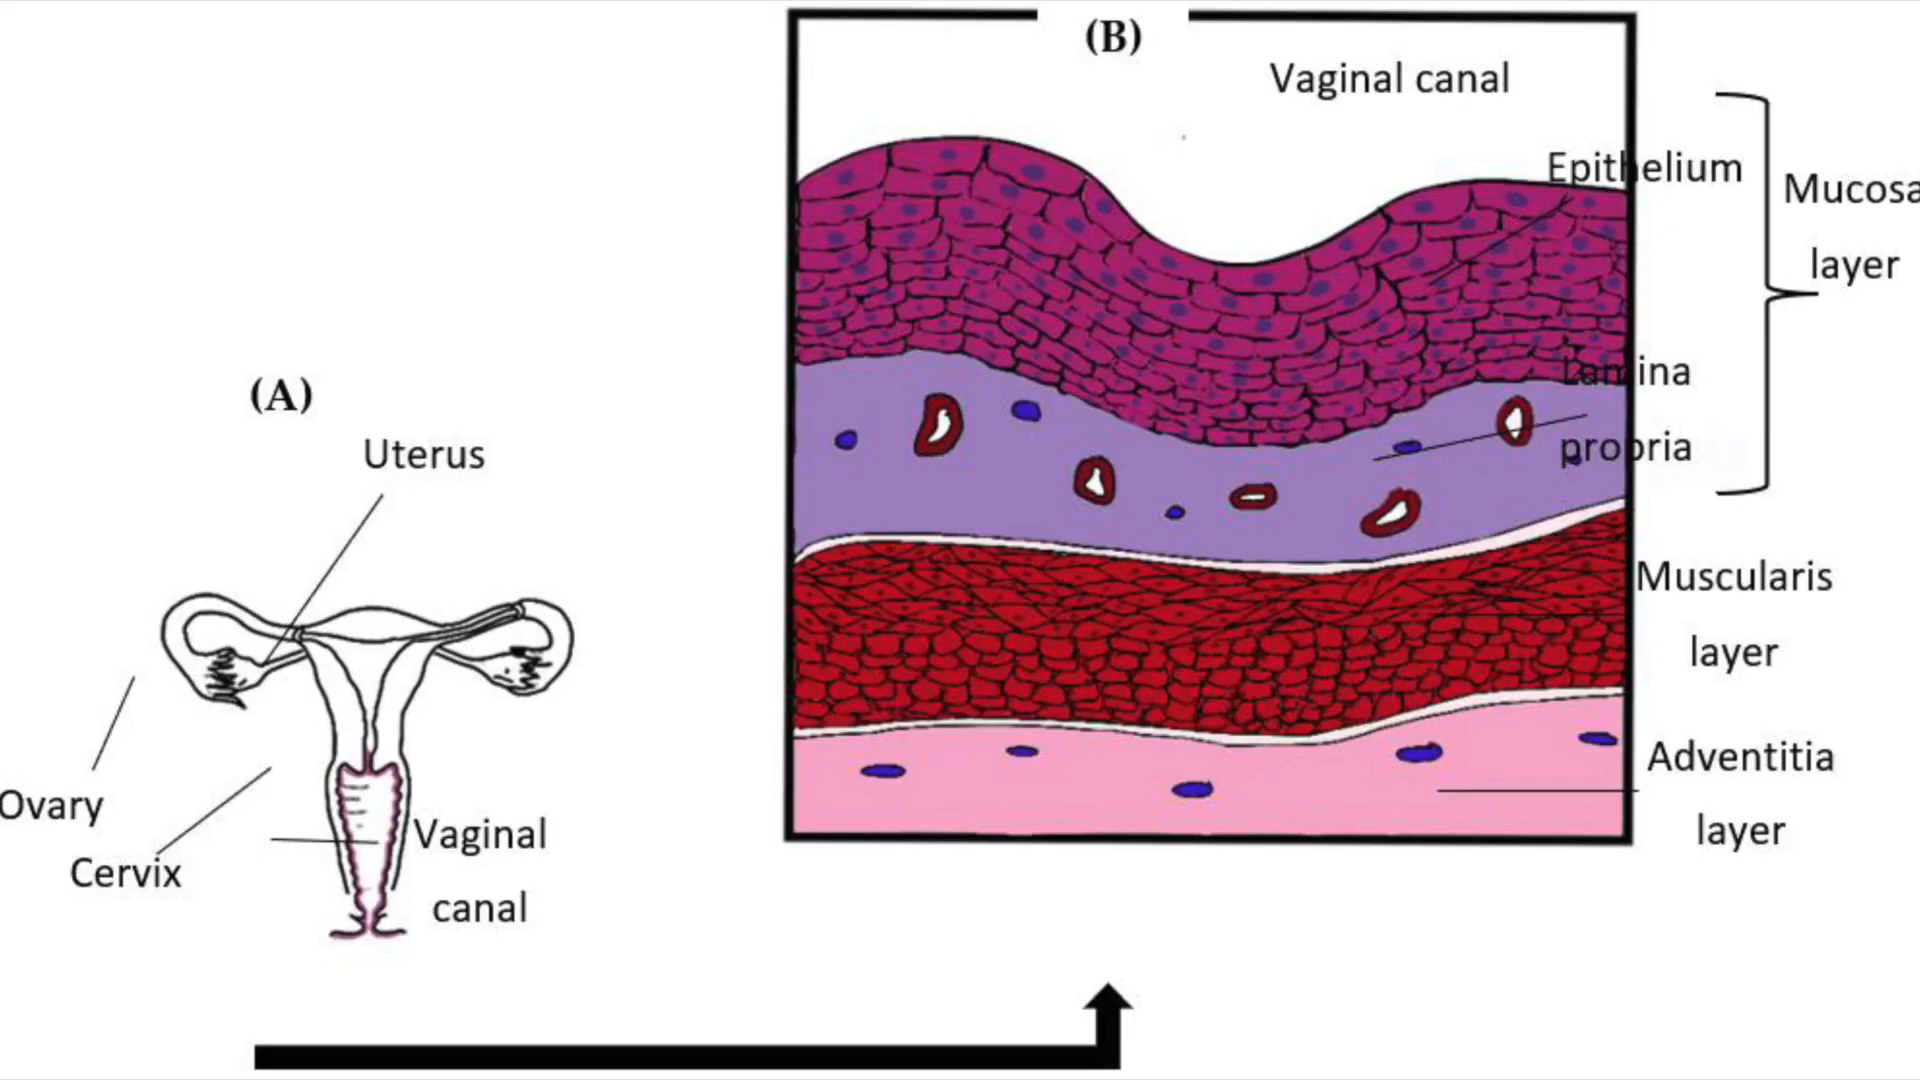 (A)
Uterus
Ovary
Cervix
Vaginal
canal
(B)
Vaginal canal
Epithelium
Mucosa
layer
Lamina
propria
Muscularis
layer
Adventitia
layer